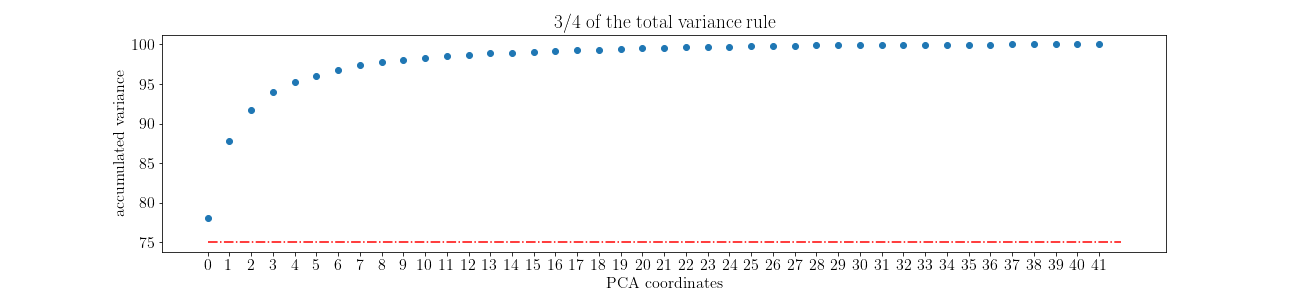 3/4 of the total variance rule
100
95
90
85
80
75
accumulated variance
0 1 2 3 4 5 6 7 8 9 10 11 12 13 14 15 16 17 18 19 20 21 22 23 24 25 26 27 28 29 30 31 32 33 34 35 36 37 38 39 40 41
PCA coordinates